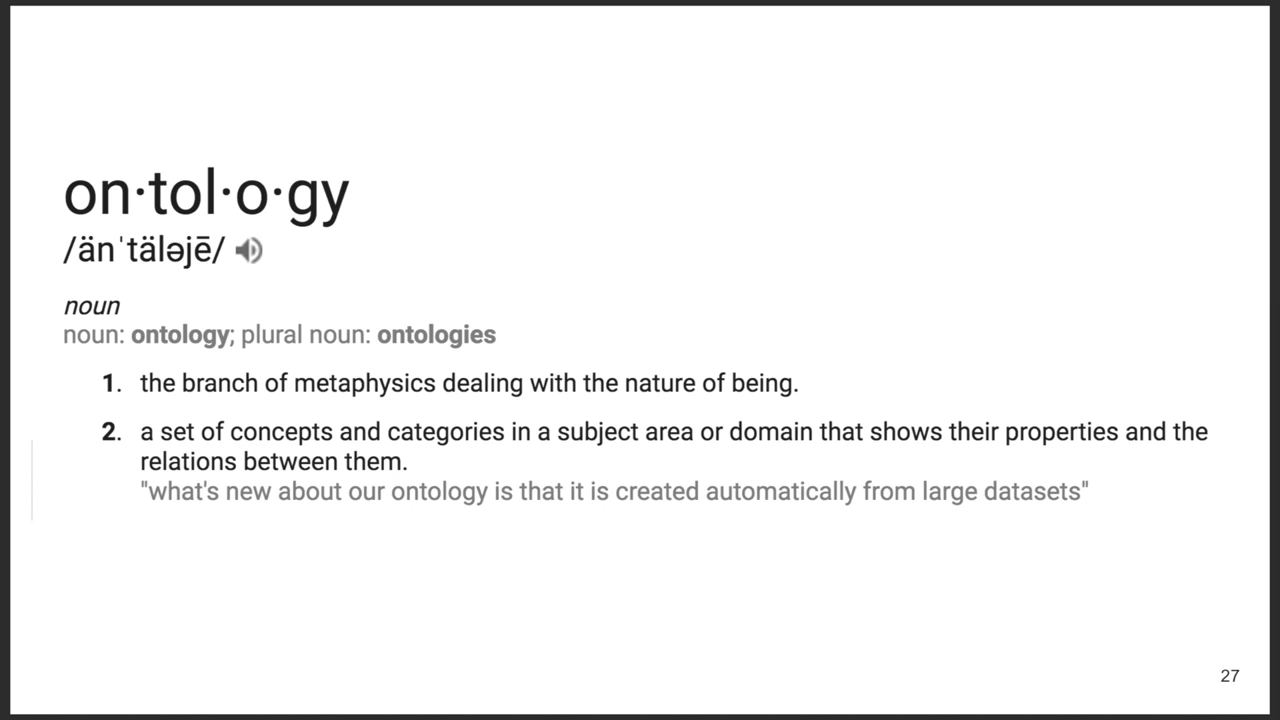 on·tol·o·gy
/änˈtäləjē/
noun
noun: ontology; plural noun: ontologies
1. the branch of metaphysics dealing with the nature of being.
2. a set of concepts and categories in a subject area or domain that shows their properties and the
relations between them.
"what's new about our ontology is that it is created automatically from large datasets"
27